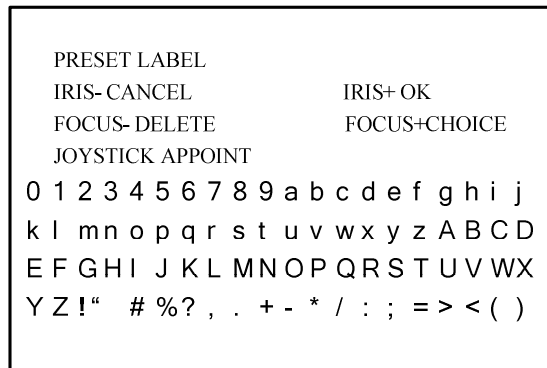 PRESET LABEL
IRIS- CANCEL IRIS+ OK
FOCUS- DELETE FOCUS+CHOICE
JOYSTICK APPOINT
0 1 2 3 4 5 6 7 8 9 a b c d e f g h i j
k l m n o p q r s t u v w x y z A B C D
E F G H I J K L M N O P Q R S T U V W X
Y Z ! “ # % ? , . + - * / : ; = > < ( )